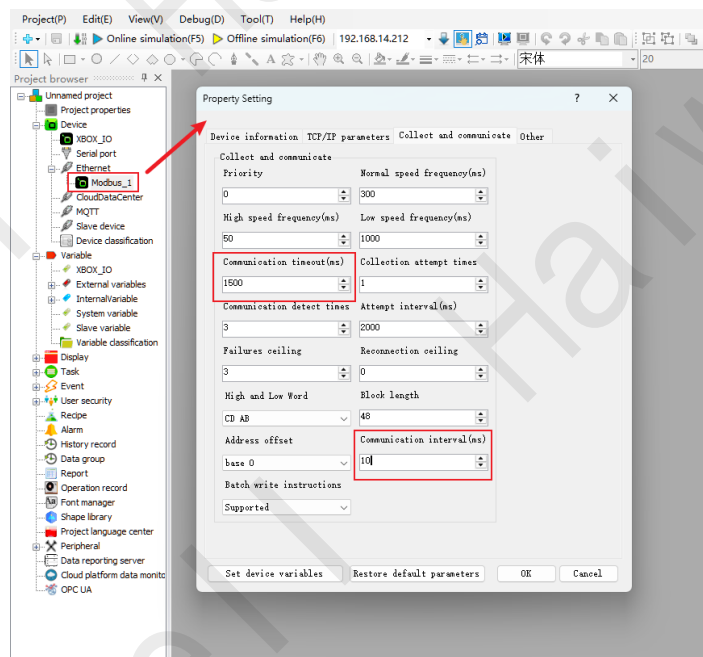 Project(P) Edit(E) View(V) Debug(D) Tool(T) Help(H)
Online simulation(F5) Offline simulation(F6) 192.168.14.212
宋体 20
Project browser
Unnamed project
Project properties
Device
XBOX_IO
Serial port
Ethernet
Modbus_1
CloudDataCenter
MQTT
Slave device
Device classification
Variable
XBOX_IO
External variables
InternalVariable
System variable
Slave variable
Variable classification
Display
Task
Event
User security
Recipe
Alarm
History record
Data group
Report
Operation record
Font manager
Shape library
Project language center
Peripheral
Data reporting server
Cloud platform data monito
OPC UA
Property Setting ? ×
Device information TCP/IP parameters Collect and communicate Other
Collect and communicate
Priority Normal speed frequency(ms)
0 300
High speed frequency(ms) Low speed frequency(ms)
50 1000
Communication timeout(ms) Collection attempt times
1500 1
Communication detect times Attempt interval(ms)
3 2000
Failures ceiling Reconnection ceiling
3 0
High and Low Word Block length
CD AB 48
Address offset Communication interval(ms)
base 0 10
Batch write instructions
Supported
Set device variables Restore default parameters OK Cancel